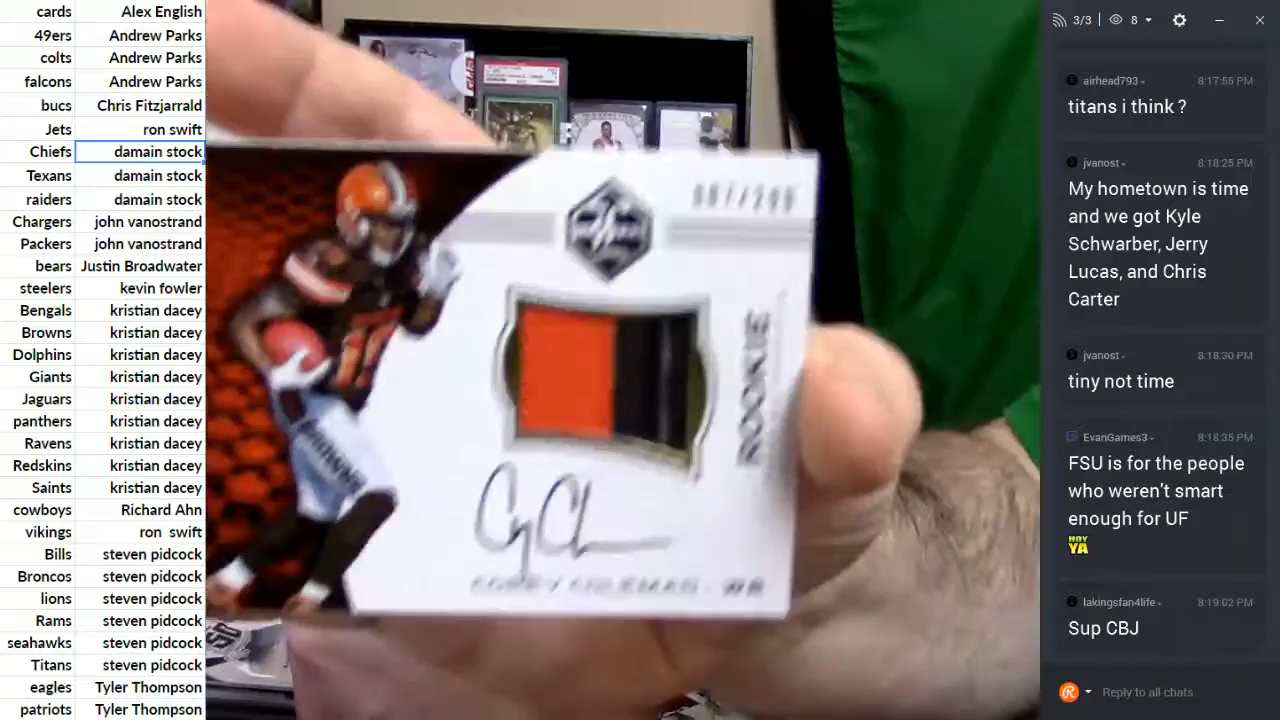 cards Alex English
49ers Andrew Parks
colts Andrew Parks
falcons Andrew Parks
bucs Chris Fitzjarrald
Jets ron swift
Chiefs damain stock
Texans damain stock
raiders damain stock
Chargers john vanostrand
Packers john vanostrand
bears Justin Broadwater
steelers kevin fowler
Bengals kristian dacey
Browns kristian dacey
Dolphins kristian dacey
Giants kristian dacey
Jaguars kristian dacey
panthers kristian dacey
Ravens kristian dacey
Redskins kristian dacey
Saints kristian dacey
cowboys Richard Ahn
vikings ron swift
Bills steven pidcock
Broncos steven pidcock
lions steven pidcock
Rams steven pidcock
seahawks steven pidcock
Titans steven pidcock
eagles Tyler Thompson
patriots Tyler Thompson
ROOKIE
COREY COLEMAN - WR
3/3 8
airhead793 8:17:55 PM
titans i think ?
jvanost 8:18:25 PM
My hometown is time
and we got Kyle
Schwarber, Jerry
Lucas, and Chris
Carter
jvanost 8:18:30 PM
tiny not time
EvanGames3 8:18:35 PM
FSU is for the people
who weren't smart
enough for UF
HOY
YA
lakingsfan4life 8:19:02 PM
Sup CBJ
Reply to all chats